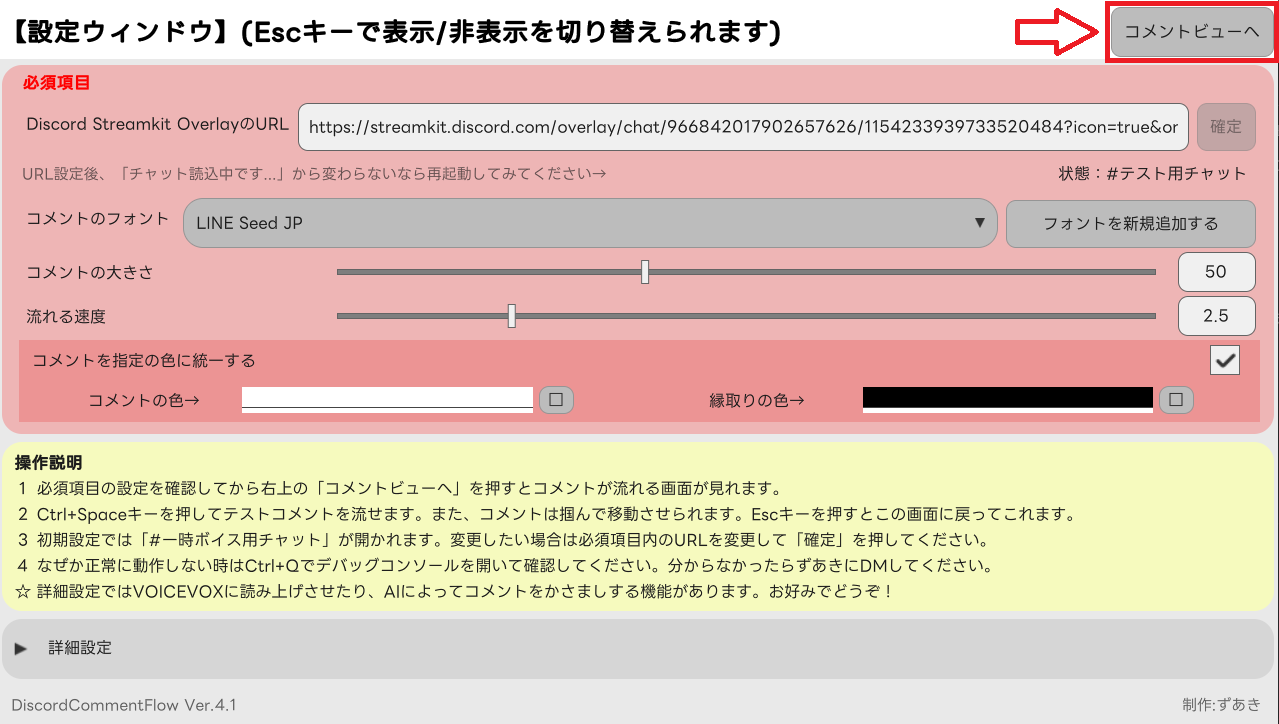 【設定ウィンドウ】(Escキーで表示/非表示を切り替えられます)
コメントビューへ
必須項目
Discord Streamkit OverlayのURL
https://streamkit.discord.com/overlay/chat/966842017902657626/1154233939733520484?icon=true&or
確定
URL設定後、「チャット読込中です...」から変わらないなら再起動してみてください→
状態：#テスト用チャット
コメントのフォント
LINE Seed JP ▼
フォントを新規追加する
コメントの大きさ
50
流れる速度
2.5
コメントを指定の色に統一する
コメントの色→
縁取りの色→
操作説明
1 必須項目の設定を確認してから右上の「コメントビューへ」を押すとコメントが流れる画面が見れます。
2 Ctrl+Spaceキーを押してテストコメントを流せます。また、コメントは掴んで移動させられます。Escキーを押すとこの画面に戻ってこれます。
3 初期設定では「#一時ボイス用チャット」が開かれます。変更したい場合は必須項目内のURLを変更して「確定」を押してください。
4 なぜか正常に動作しない時はCtrl+Qでデバッグコンソールを開いて確認してください。分からなかったらずあきにDMしてください。
☆ 詳細設定ではVOICEVOXに読み上げさせたり、AIによってコメントをかさましする機能があります。お好みでどうぞ！
▶ 詳細設定
DiscordCommentFlow Ver.4.1
制作:ずあき